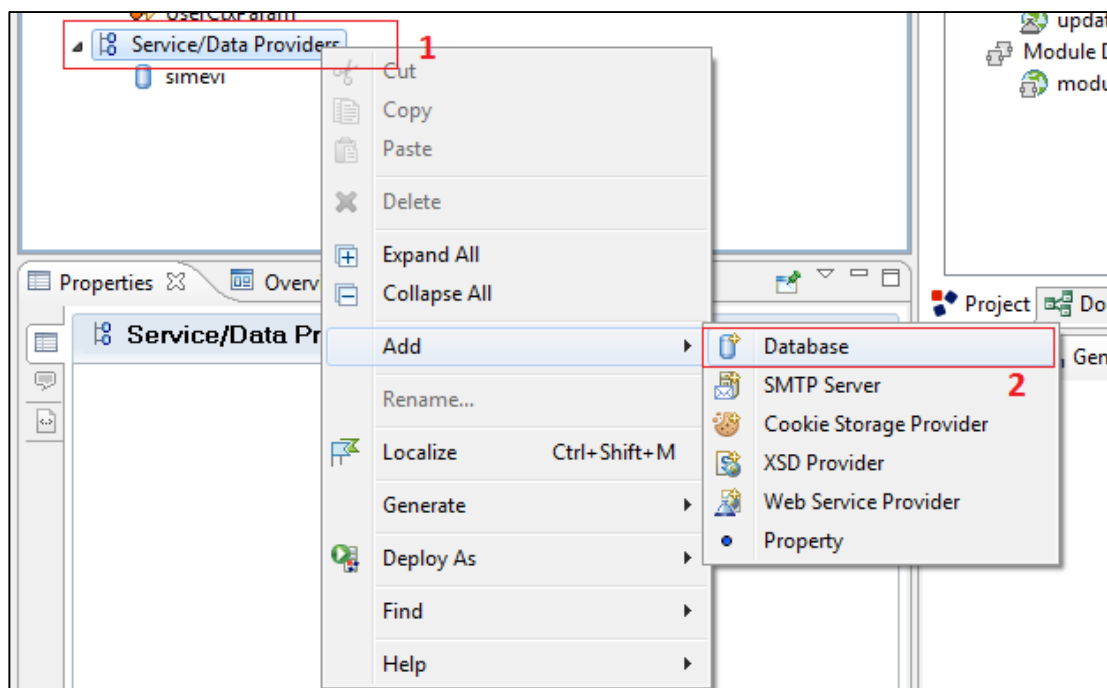 UserCtxParam
Service/Data Providers
1
simevi
Cut
Copy
Paste
Delete
Expand All
Collapse All
Add
Rename...
Localize Ctrl+Shift+M
Generate
Deploy As
Find
Help
Properties
Overv
Service/Data Pr
Database
2
SMTP Server
Cookie Storage Provider
XSD Provider
Web Service Provider
Property
updat
Module D
modu
Project
Do
Gen